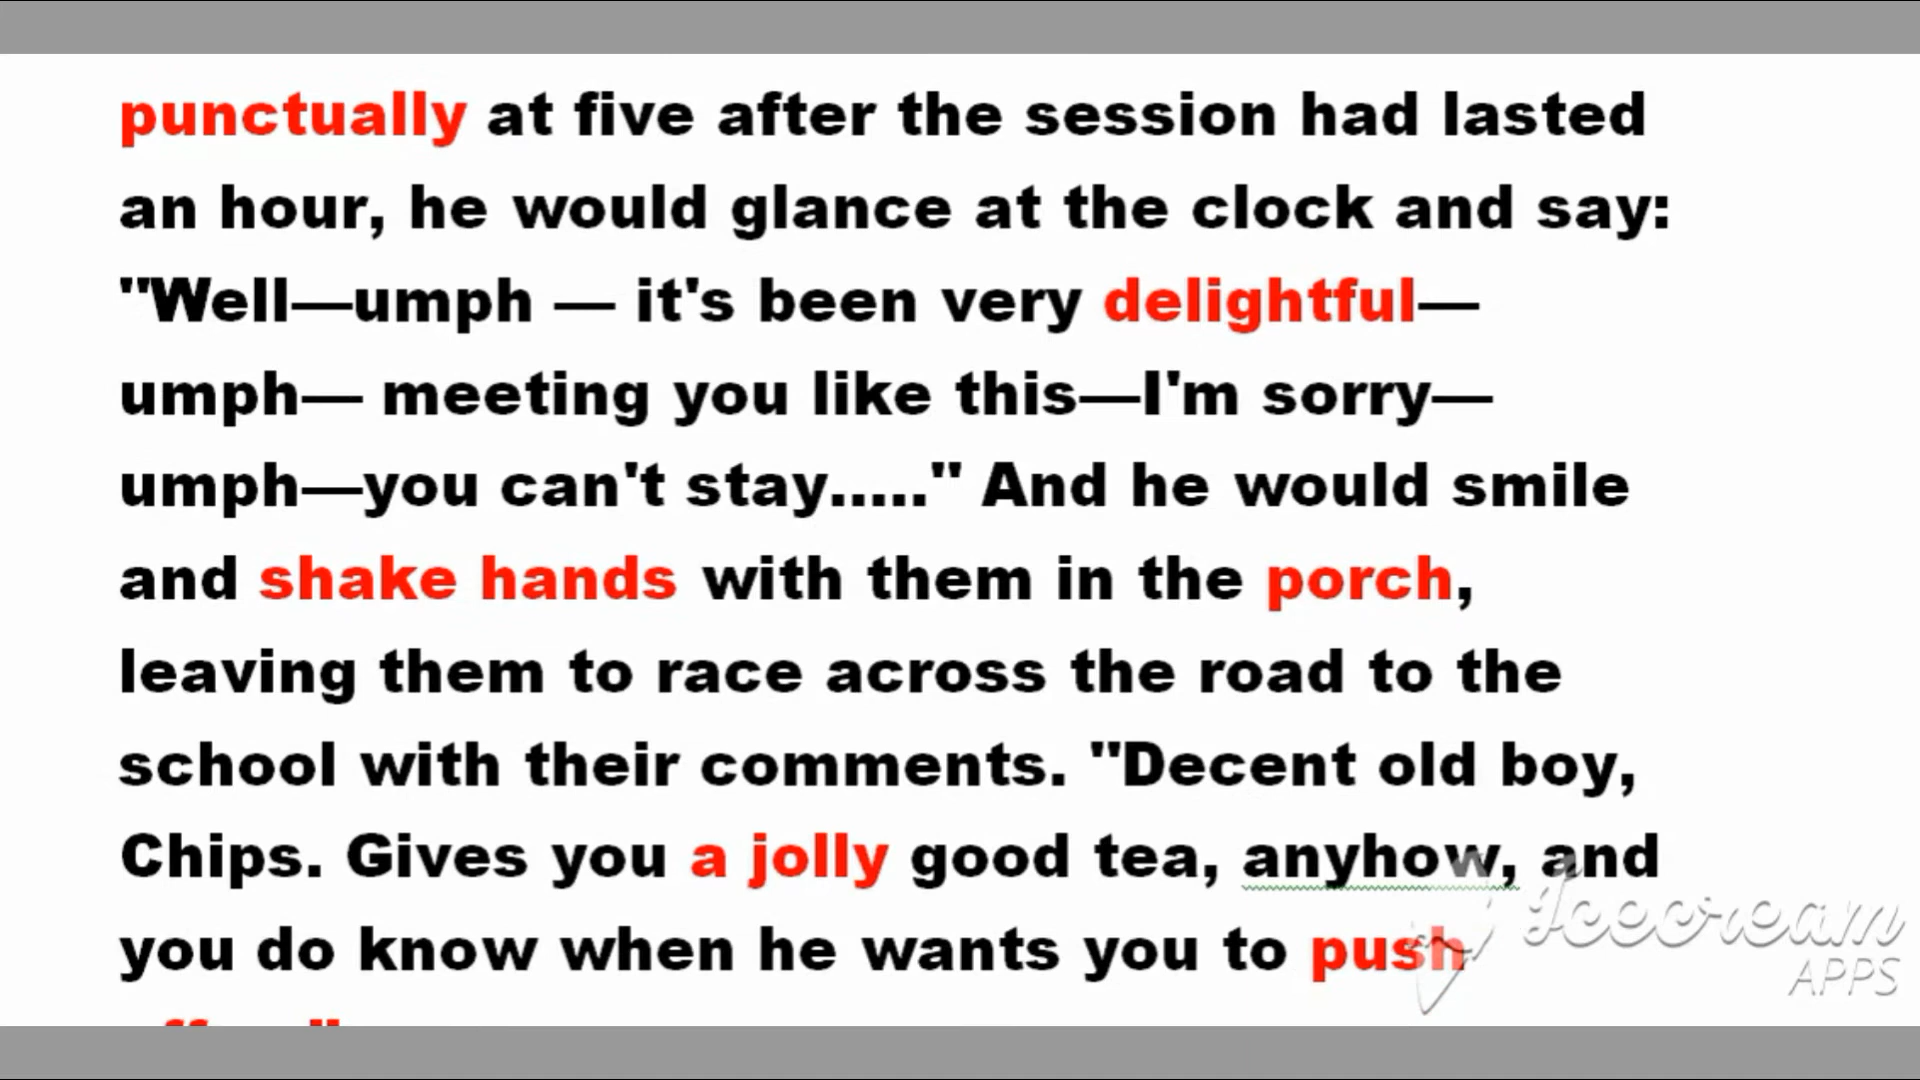 punctually at five after the session had lasted
an hour, he would glance at the clock and say:
"Well—umph — it's been very delightful—
umph— meeting you like this—I'm sorry—
umph—you can't stay....." And he would smile
and shake hands with them in the porch,
leaving them to race across the road to the
school with their comments. "Decent old boy,
Chips. Gives you a jolly good tea, anyhow, and
you do know when he wants you to push
Icecream
APPS